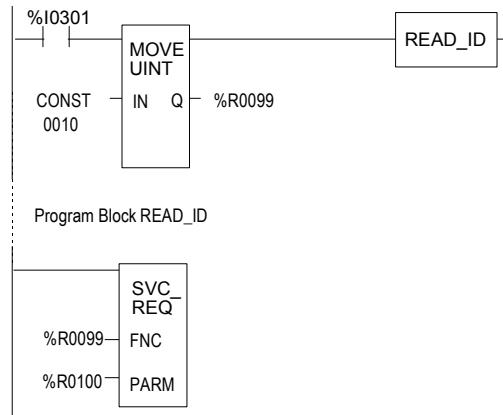 %I0301
READ_ID
MOVE
UINT
CONST
0010
IN Q
%R0099
Program Block READ_ID
SVC_
REQ
%R0099
FNC
%R0100
PARM